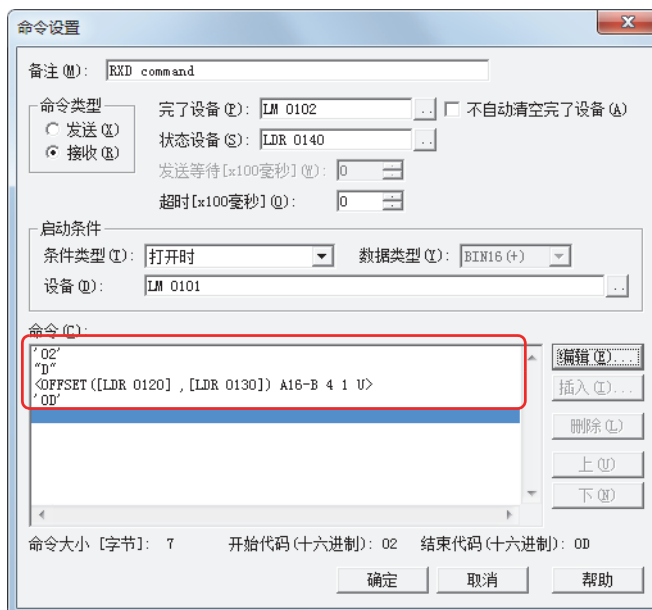 命令设置
备注(M): RXD command
命令类型
发送(X)
接收(R)
完了设备(P): LM 0102 .. 不自动清空完了设备(A)
状态设备(S): LDR 0140 ..
发送等待[x100毫秒](W): 0
超时[x100毫秒](O): 0
启动条件
条件类型(T): 打开时 数据类型(Y): BIN16(+)
设备(D): LM 0101 ..
命令(C):
'02'
"D"
<OFFSET([LDR 0120] ,[LDR 0130]) A16-B 4 1 U>
'0D'
编辑(E)...
插入(I)...
删除(L)
上(U)
下(N)
命令大小 [字节]: 7 开始代码(十六进制): 02 结束代码(十六进制): 0D
确定 取消 帮助